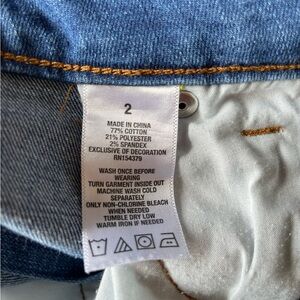 2
MADE IN CHINA
77% COTTON
21% POLYESTER
2% SPANDEX
EXCLUSIVE OF DECORATION
RN154379
WASH ONCE BEFORE
WEARING
TURN GARMENT INSIDE OUT
MACHINE WASH COLD
SEPARATELY
ONLY NON-CHLORINE BLEACH
WHEN NEEDED
TUMBLE DRY LOW
WARM IRON IF NEEDED